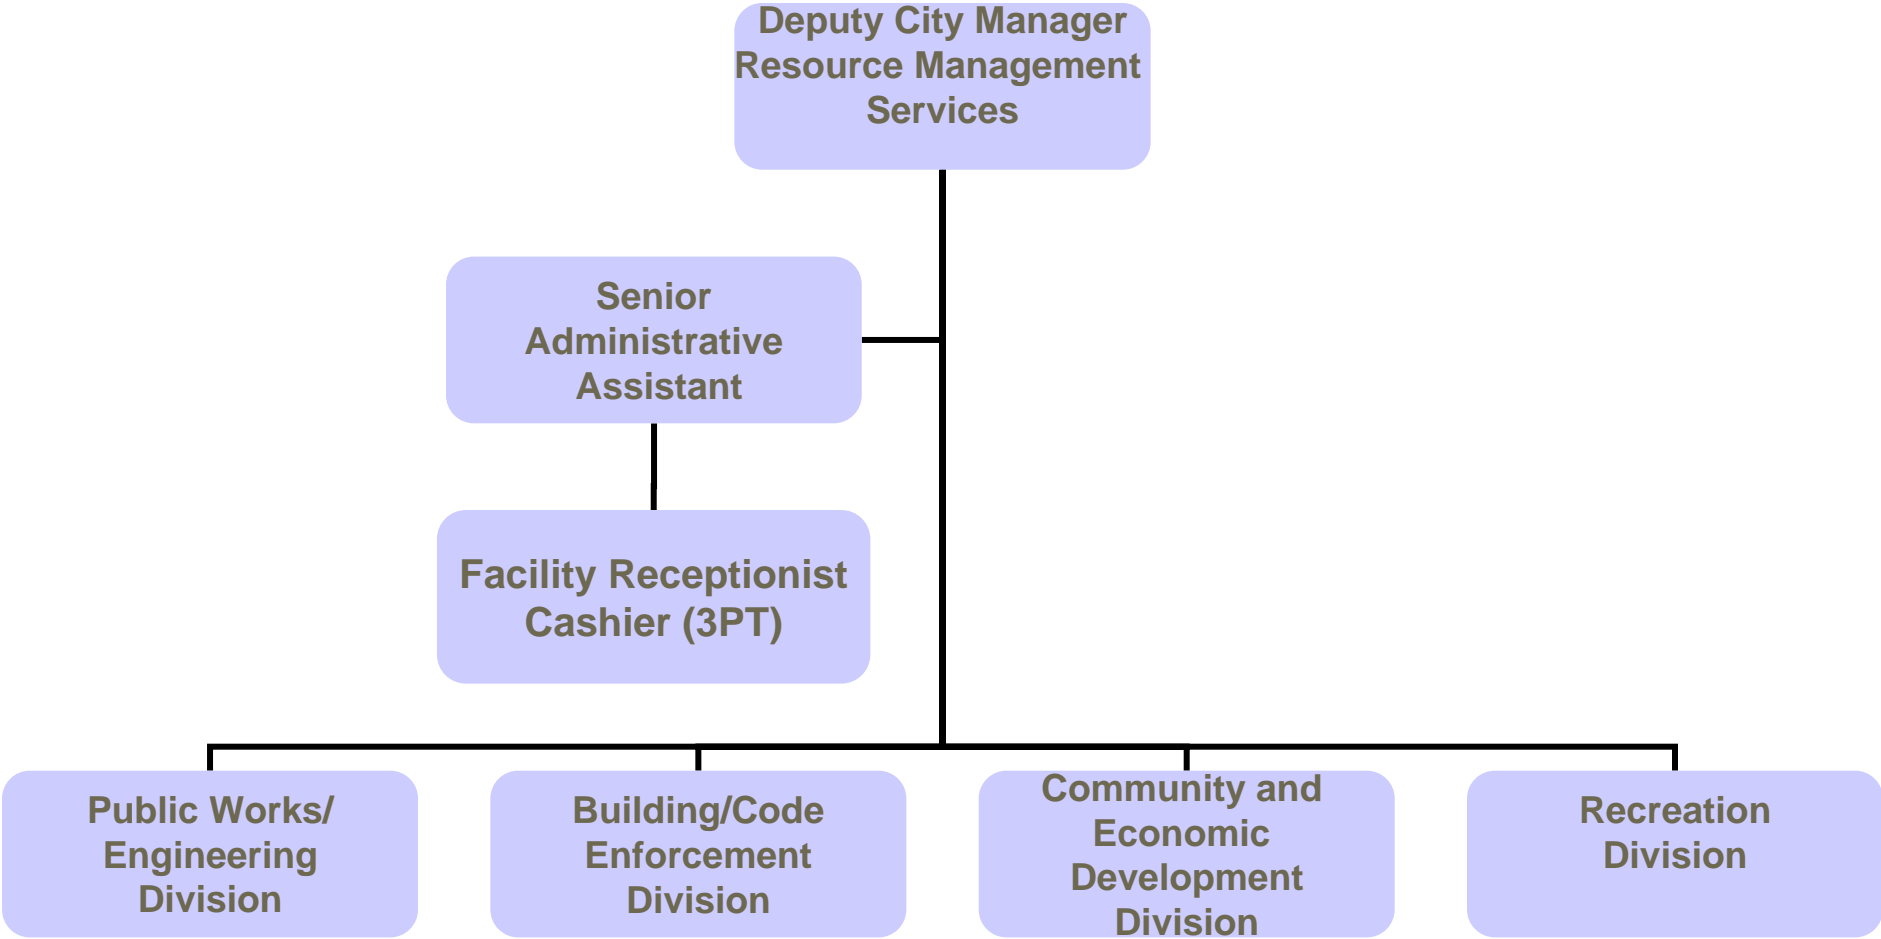 Deputy City Manager
Resource Management
Services
Senior
Administrative
Assistant
Facility Receptionist
Cashier (3PT)
Public Works/
Engineering
Division
Building/Code
Enforcement
Division
Community and
Economic
Development
Division
Recreation
Division